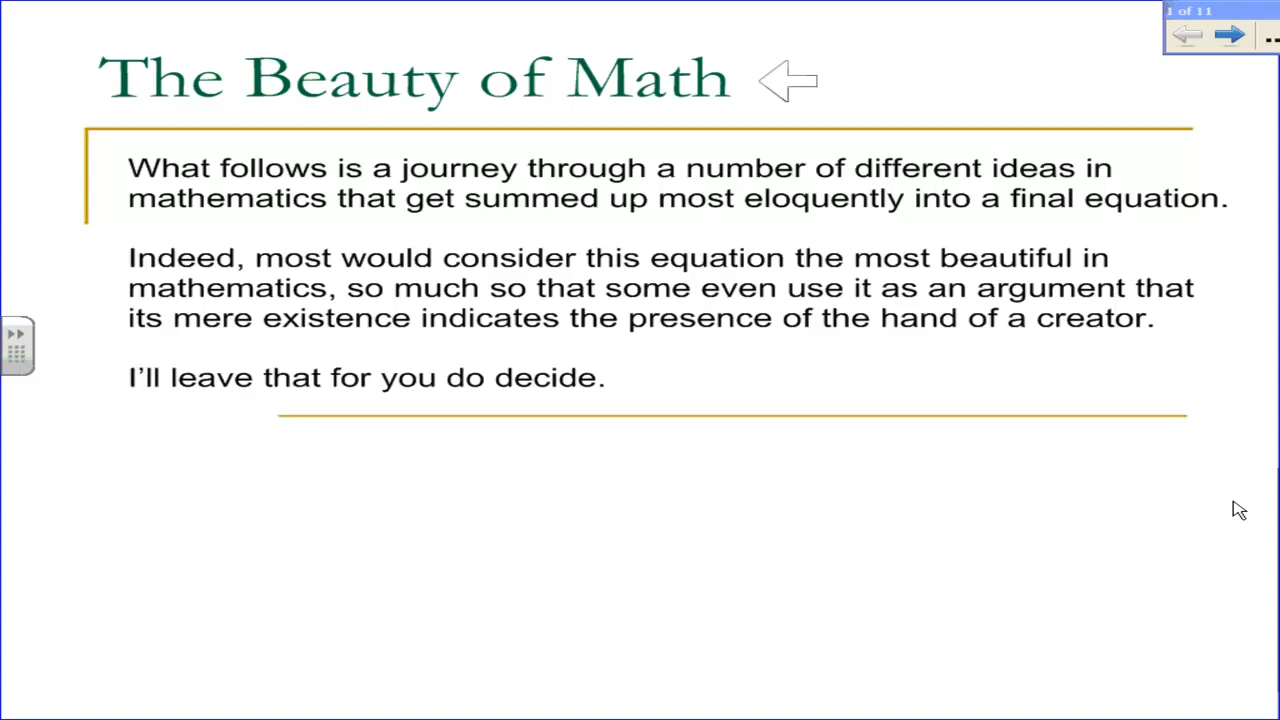 1 of 11
The Beauty of Math
What follows is a journey through a number of different ideas in
mathematics that get summed up most eloquently into a final equation.
Indeed, most would consider this equation the most beautiful in
mathematics, so much so that some even use it as an argument that
its mere existence indicates the presence of the hand of a creator.
I'll leave that for you do decide.